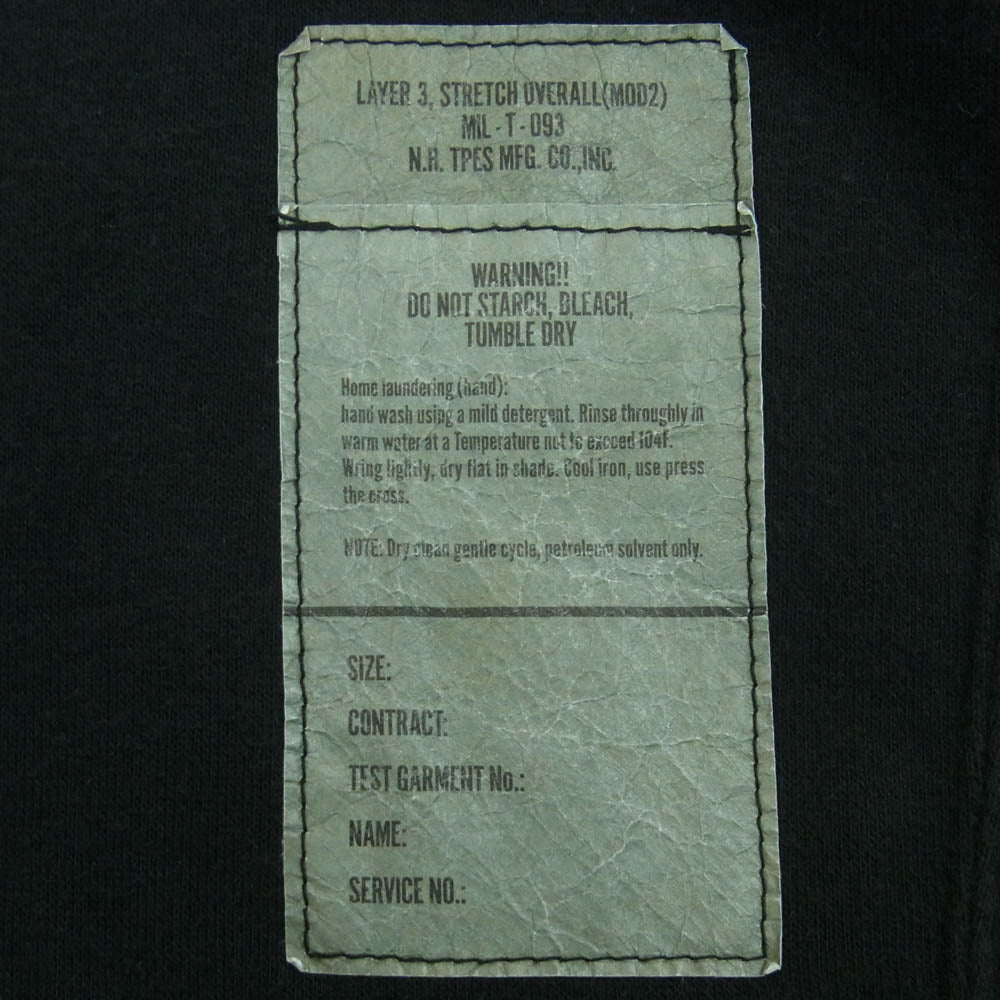 LAYER 3, STRETCH OVERALL(MOD2)
MIL-T-093
N.H. TPES MFG. CO.,INC.
WARNING!!
DO NOT STARCH, BLEACH,
TUMBLE DRY
Home laundering (hand):
hand wash using a mild detergent. Rinse throughly in
warm water at a Temperature not to exceed 104f.
Wring lightly, dry flat in shade. Cool iron, use press
the cross.
NOTE: Dry clean gentle cycle, petroleum solvent only.
SIZE:
CONTRACT:
TEST GARMENT No.:
NAME:
SERVICE NO.: